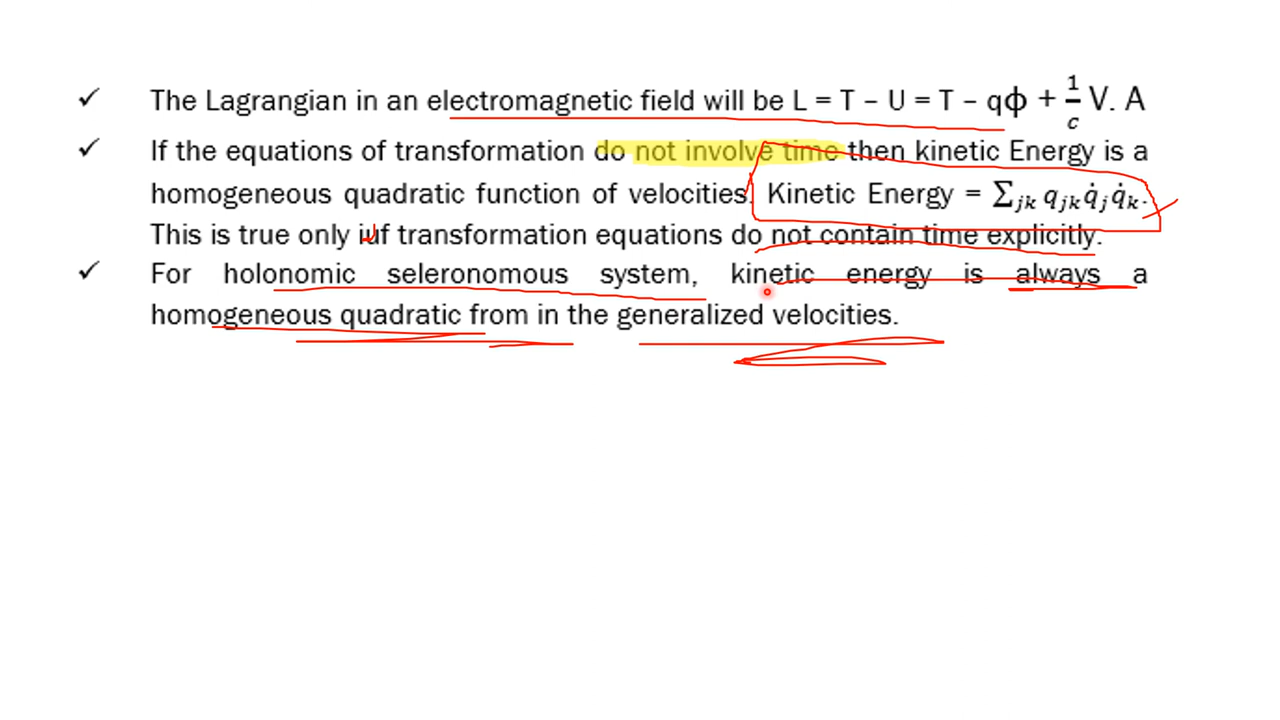 ✓ The Lagrangian in an electromagnetic field will be L = T – U = T – qϕ + 1/c V. A
✓ If the equations of transformation do not involve time then kinetic Energy is a
homogeneous quadratic function of velocities. Kinetic Energy = ∑jk qjk q̇j q̇k.
This is true only iuf transformation equations do not contain time explicitly.
✓ For holonomic seleronomous system, kinetic energy is always a
homogeneous quadratic from in the generalized velocities.